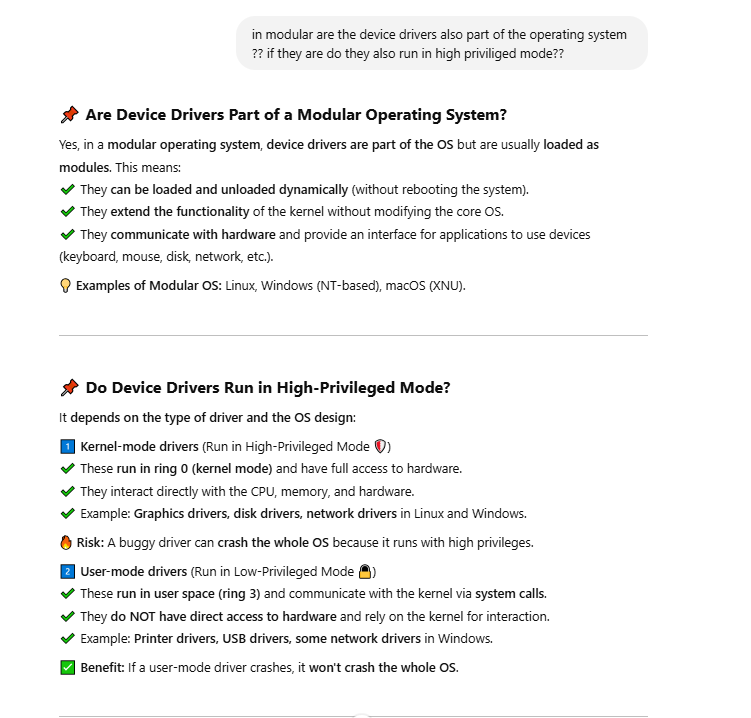 in modular are the device drivers also part of the operating system
?? if they are do they also run in high priviliged mode??
📌 Are Device Drivers Part of a Modular Operating System?
Yes, in a modular operating system, device drivers are part of the OS but are usually loaded as
modules. This means:
✔ They can be loaded and unloaded dynamically (without rebooting the system).
✔ They extend the functionality of the kernel without modifying the core OS.
✔ They communicate with hardware and provide an interface for applications to use devices
(keyboard, mouse, disk, network, etc.).
💡 Examples of Modular OS: Linux, Windows (NT-based), macOS (XNU).
📌 Do Device Drivers Run in High-Privileged Mode?
It depends on the type of driver and the OS design:
1️⃣ Kernel-mode drivers (Run in High-Privileged Mode 🛡️)
✔ These run in ring 0 (kernel mode) and have full access to hardware.
✔ They interact directly with the CPU, memory, and hardware.
✔ Example: Graphics drivers, disk drivers, network drivers in Linux and Windows.
🔥 Risk: A buggy driver can crash the whole OS because it runs with high privileges.
2️⃣ User-mode drivers (Run in Low-Privileged Mode 🔒)
✔ These run in user space (ring 3) and communicate with the kernel via system calls.
✔ They do NOT have direct access to hardware and rely on the kernel for interaction.
✔ Example: Printer drivers, USB drivers, some network drivers in Windows.
✅ Benefit: If a user-mode driver crashes, it won't crash the whole OS.